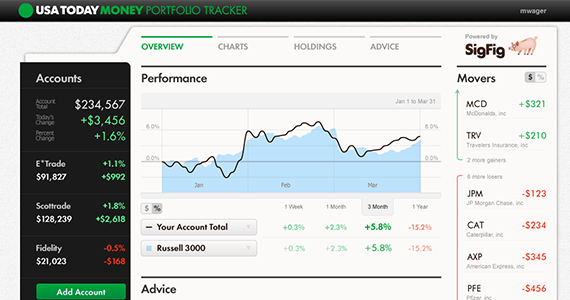 USA TODAY MONEY PORTFOLIO TRACKER
mwager
OVERVIEW
CHARTS
HOLDINGS
ADVICE
Powered by
SigFig
Accounts
Account Total $234,567
Today's Change +$3,456
Percent Change +1.6%
E*Trade +1.1%
$91,827 +$992
Scottrade +1.8%
$128,239 +$2,618
Fidelity -0.5%
$21,023 -$168
Add Account
Performance
Jan 1 to Mar 31
6.0% 6.0%
0.0% 0.0%
Jan Feb Mar
$ % 1 Week 1 Month 3 Month 1 Year
Your Account Total +0.3% +2.3% +5.8% -15.2%
Russell 3000 +0.3% +2.3% +5.8% -15.2%
Advice
Movers $ %
MCD +$321
McDonalds, inc
TRV +$210
Travelers Insurance, inc
2 more gainers
6 more losers
JPM -$123
JP Morgan Chase, inc
CAT -$234
Caterpillar, inc
AXP -$345
American Express, inc
PFE -$456
Pfizer, inc